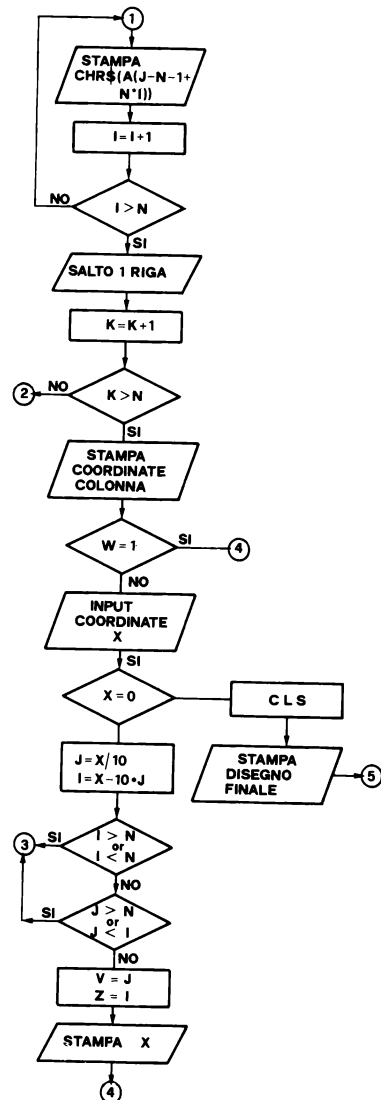 1
STAMPA
CHR$(A(J-N-1+
N*I))
I=I+1
NO
I>N
SI
SALTO 1 RIGA
K=K+1
2
NO
K>N
SI
STAMPA
COORDINATE
COLONNA
W=1
SI
4
NO
INPUT
COORDINATE
X
SI
X=0
CLS
J=X/10
I=X-10*J
STAMPA
DISEGNO
FINALE
5
3
SI
I>N
or
I<N
NO
SI
J>N
or
J<I
NO
V=J
Z=I
STAMPA X
4